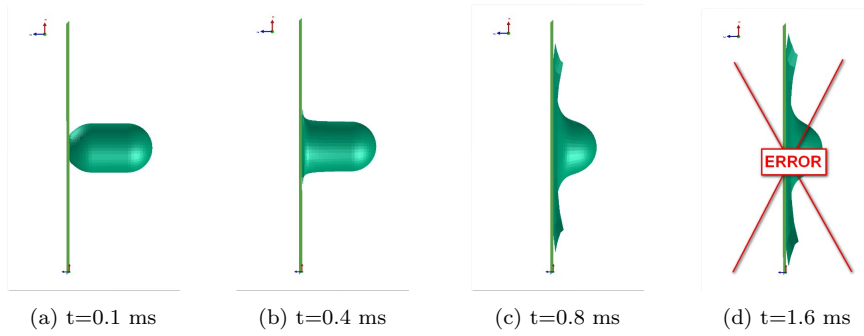 ERROR
(a) t=0.1 ms
(b) t=0.4 ms
(c) t=0.8 ms
(d) t=1.6 ms